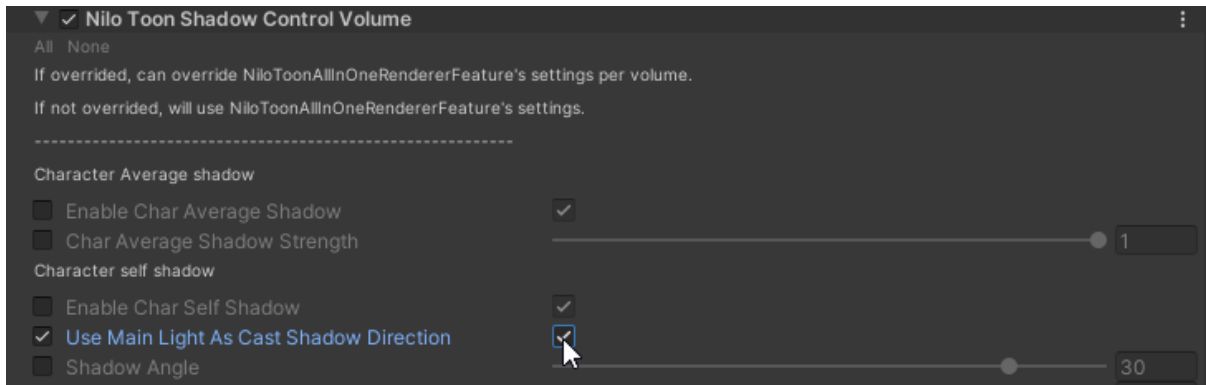 Nilo Toon Shadow Control Volume
All None
If overrided, can override NiloToonAllInOneRendererFeature's settings per volume.
If not overrided, will use NiloToonAllInOneRendererFeature's settings.
----------------------------------------------------------
Character Average shadow
Enable Char Average Shadow
Char Average Shadow Strength 1
Character self shadow
Enable Char Self Shadow
Use Main Light As Cast Shadow Direction
Shadow Angle 30